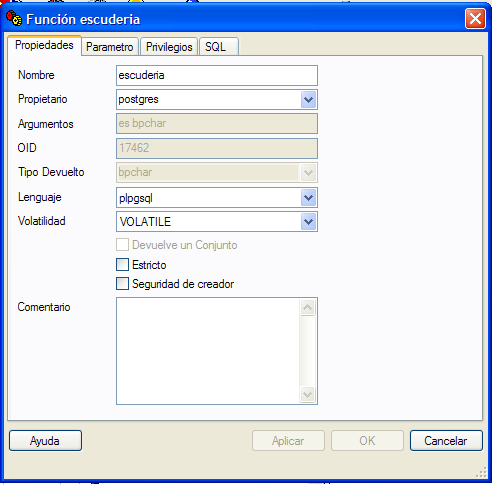 Función escuderia
Propiedades Parametro Privilegios SQL
Nombre escuderia
Propietario postgres
Argumentos es bpchar
OID 17462
Tipo Devuelto bpchar
Lenguaje plpgsql
Volatilidad VOLATILE
Devuelve un Conjunto
Estricto
Seguridad de creador
Comentario
Ayuda Aplicar OK Cancelar